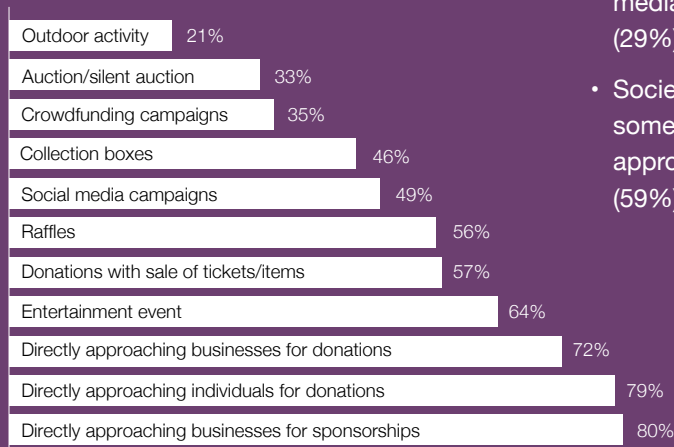 Outdoor activity 21%
Auction/silent auction 33%
Crowdfunding campaigns 35%
Collection boxes 46%
Social media campaigns 49%
Raffles 56%
Donations with sale of tickets/items 57%
Entertainment event 64%
Directly approaching businesses for donations 72%
Directly approaching individuals for donations 79%
Directly approaching businesses for sponsorships 80%
media
(29%)
• Socie
some
appro
(59%)